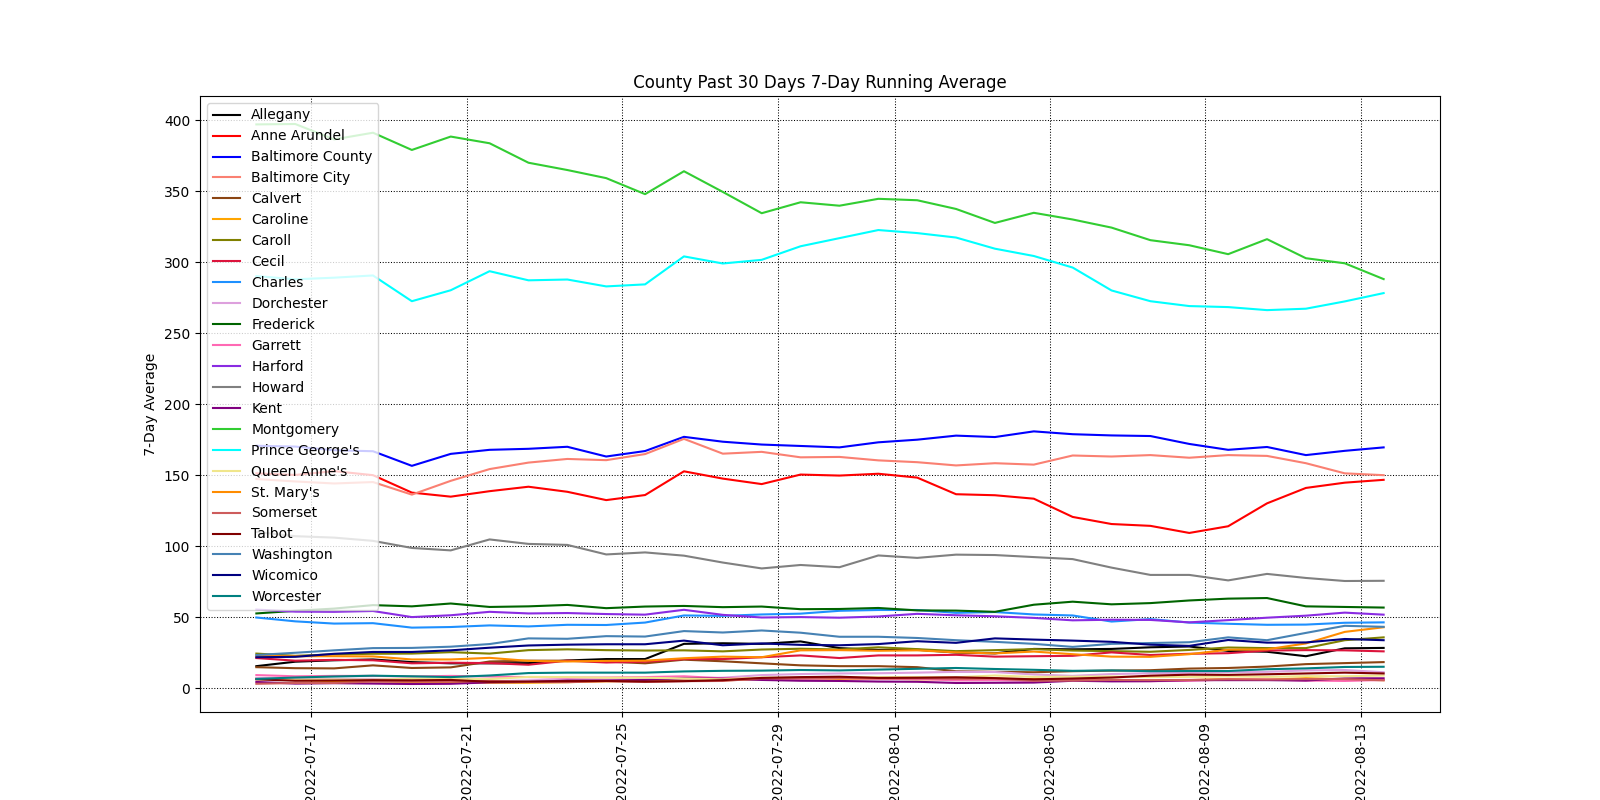 County Past 30 Days 7-Day Running Average
7-Day Average
400
350
300
250
200
150
100
50
0
Allegany
Anne Arundel
Baltimore County
Baltimore City
Calvert
Caroline
Caroll
Cecil
Charles
Dorchester
Frederick
Garrett
Harford
Howard
Kent
Montgomery
Prince George's
Queen Anne's
St. Mary's
Somerset
Talbot
Washington
Wicomico
Worcester
2022-07-17
2022-07-21
2022-07-25
2022-07-29
2022-08-01
2022-08-05
2022-08-09
2022-08-13